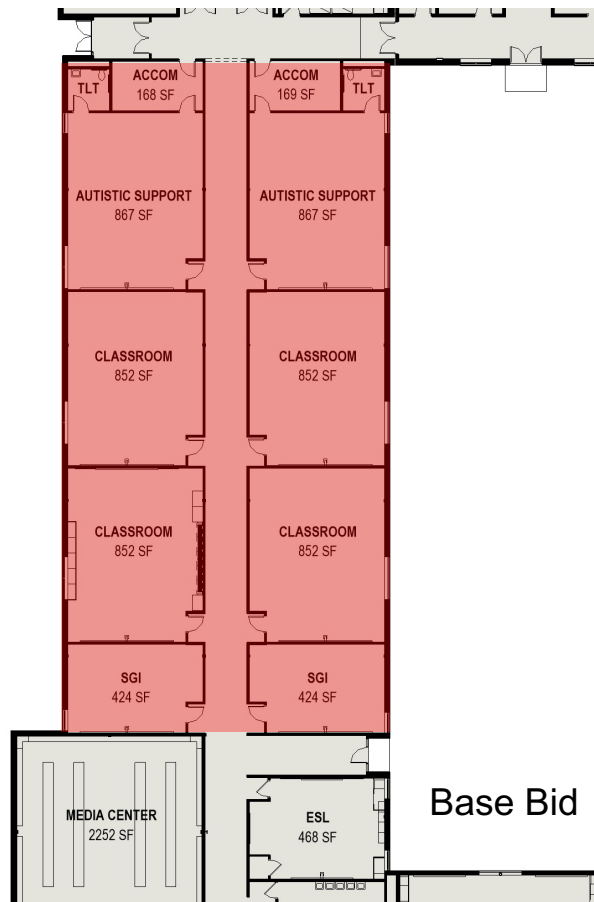 ACCOM
168 SF
ACCOM
169 SF
TLT
TLT
AUTISTIC SUPPORT
867 SF
AUTISTIC SUPPORT
867 SF
CLASSROOM
852 SF
CLASSROOM
852 SF
CLASSROOM
852 SF
CLASSROOM
852 SF
SGI
424 SF
SGI
424 SF
MEDIA CENTER
2252 SF
ESL
468 SF
Base Bid